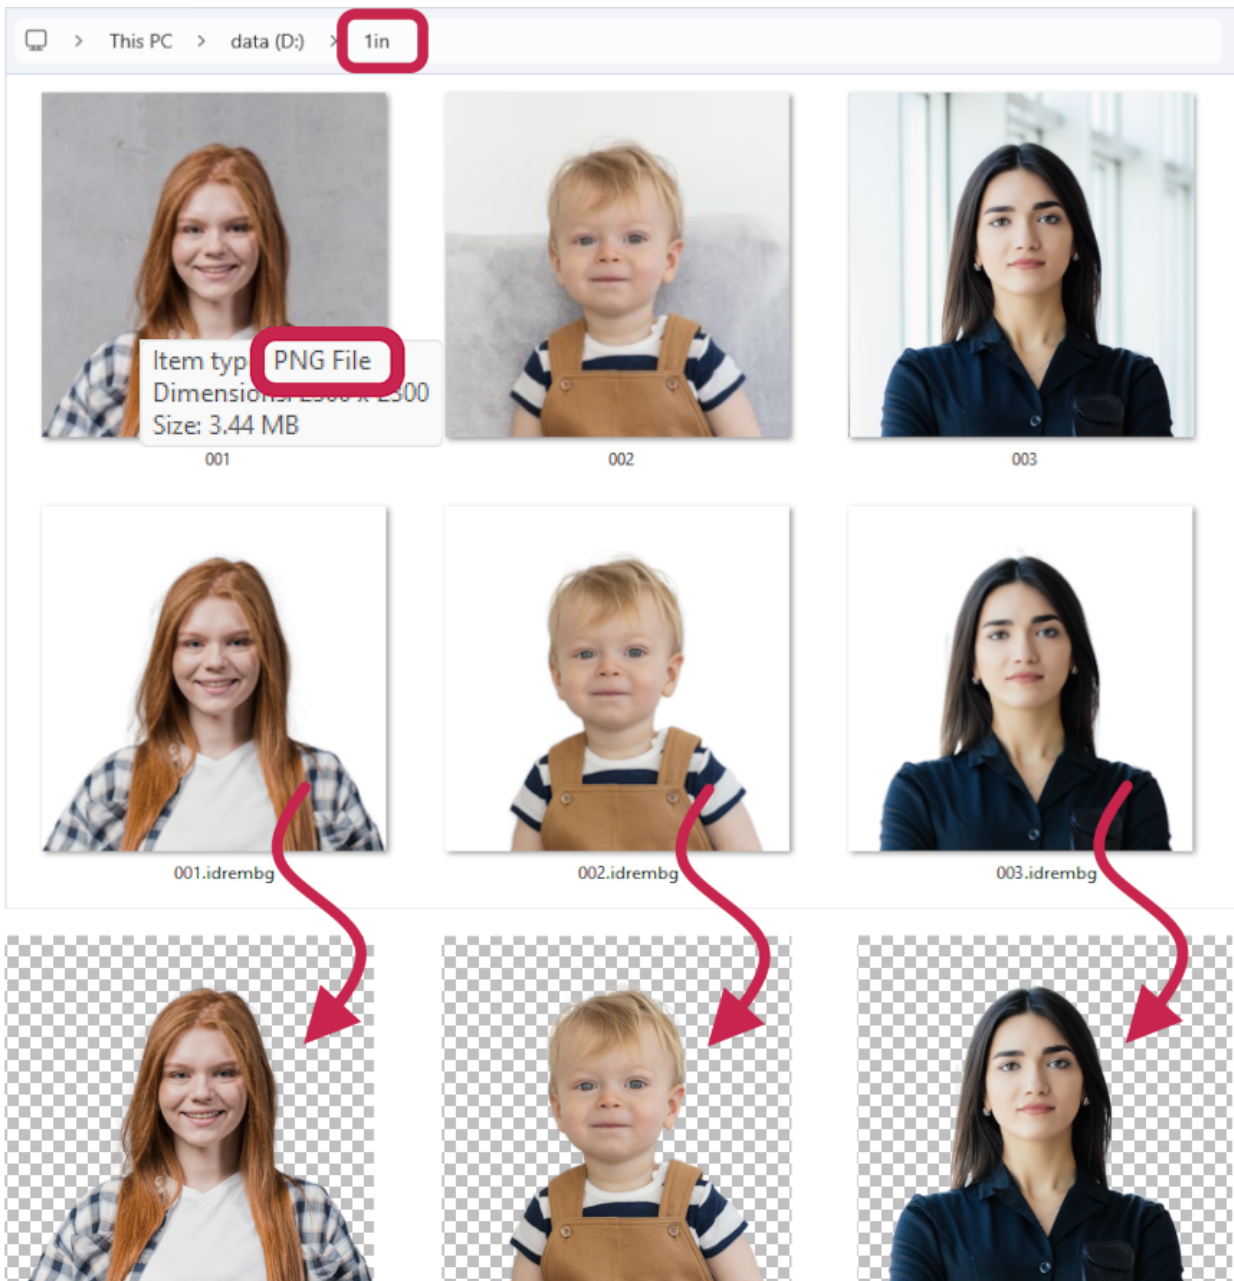 This PC > data (D:) > 1in
Item typ PNG File
Dimensions:
Size: 3.44 MB
001
002
003
001.idrembg
002.idrembg
003.idrembg